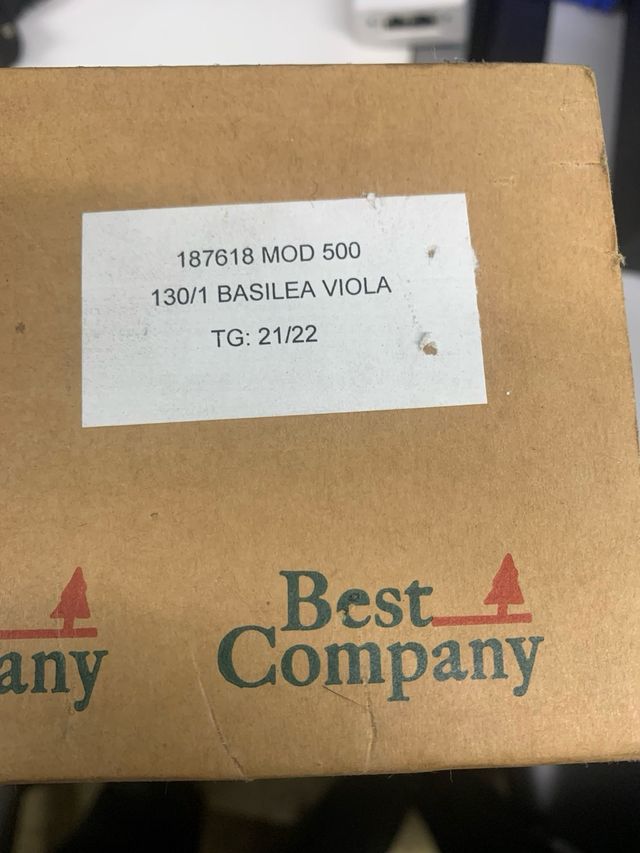 187618 MOD 500
130/1 BASILEA VIOLA
TG: 21/22
Best
Company
any